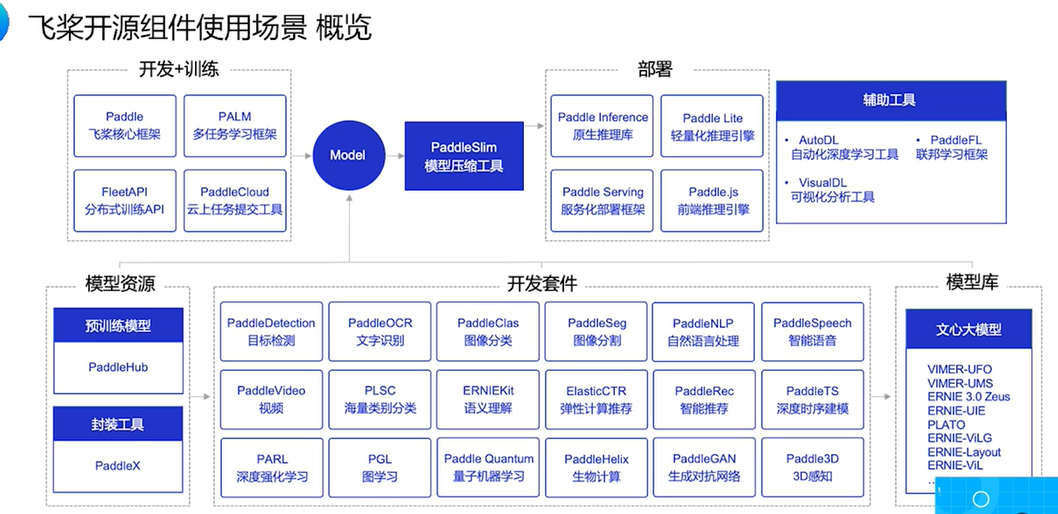 飞桨开源组件使用场景 概览
开发+训练
Paddle
飞桨核心框架
PALM
多任务学习框架
FleetAPI
分布式训练API
PaddleCloud
云上任务提交工具
Model
PaddleSlim
模型压缩工具
部署
Paddle Inference
原生推理库
Paddle Lite
轻量化推理引擎
Paddle Serving
服务化部署框架
Paddle.js
前端推理引擎
辅助工具
• AutoDL
自动化深度学习工具
• PaddleFL
联邦学习框架
• VisualDL
可视化分析工具
模型资源
预训练模型
PaddleHub
封装工具
PaddleX
开发套件
PaddleDetection
目标检测
PaddleOCR
文字识别
PaddleClas
图像分类
PaddleSeg
图像分割
PaddleNLP
自然语言处理
PaddleSpeech
智能语音
PaddleVideo
视频
PLSC
海量类别分类
ERNIEKit
语义理解
ElasticCTR
弹性计算推荐
PaddleRec
智能推荐
PaddleTS
深度时序建模
PARL
深度强化学习
PGL
图学习
Paddle Quantum
量子机器学习
PaddleHelix
生物计算
PaddleGAN
生成对抗网络
Paddle3D
3D感知
模型库
文心大模型
VIMER-UFO
VIMER-UMS
ERNIE 3.0 Zeus
ERNIE-UIE
PLATO
ERNIE-ViLG
ERNIE-Layout
ERNIE-ViL
…